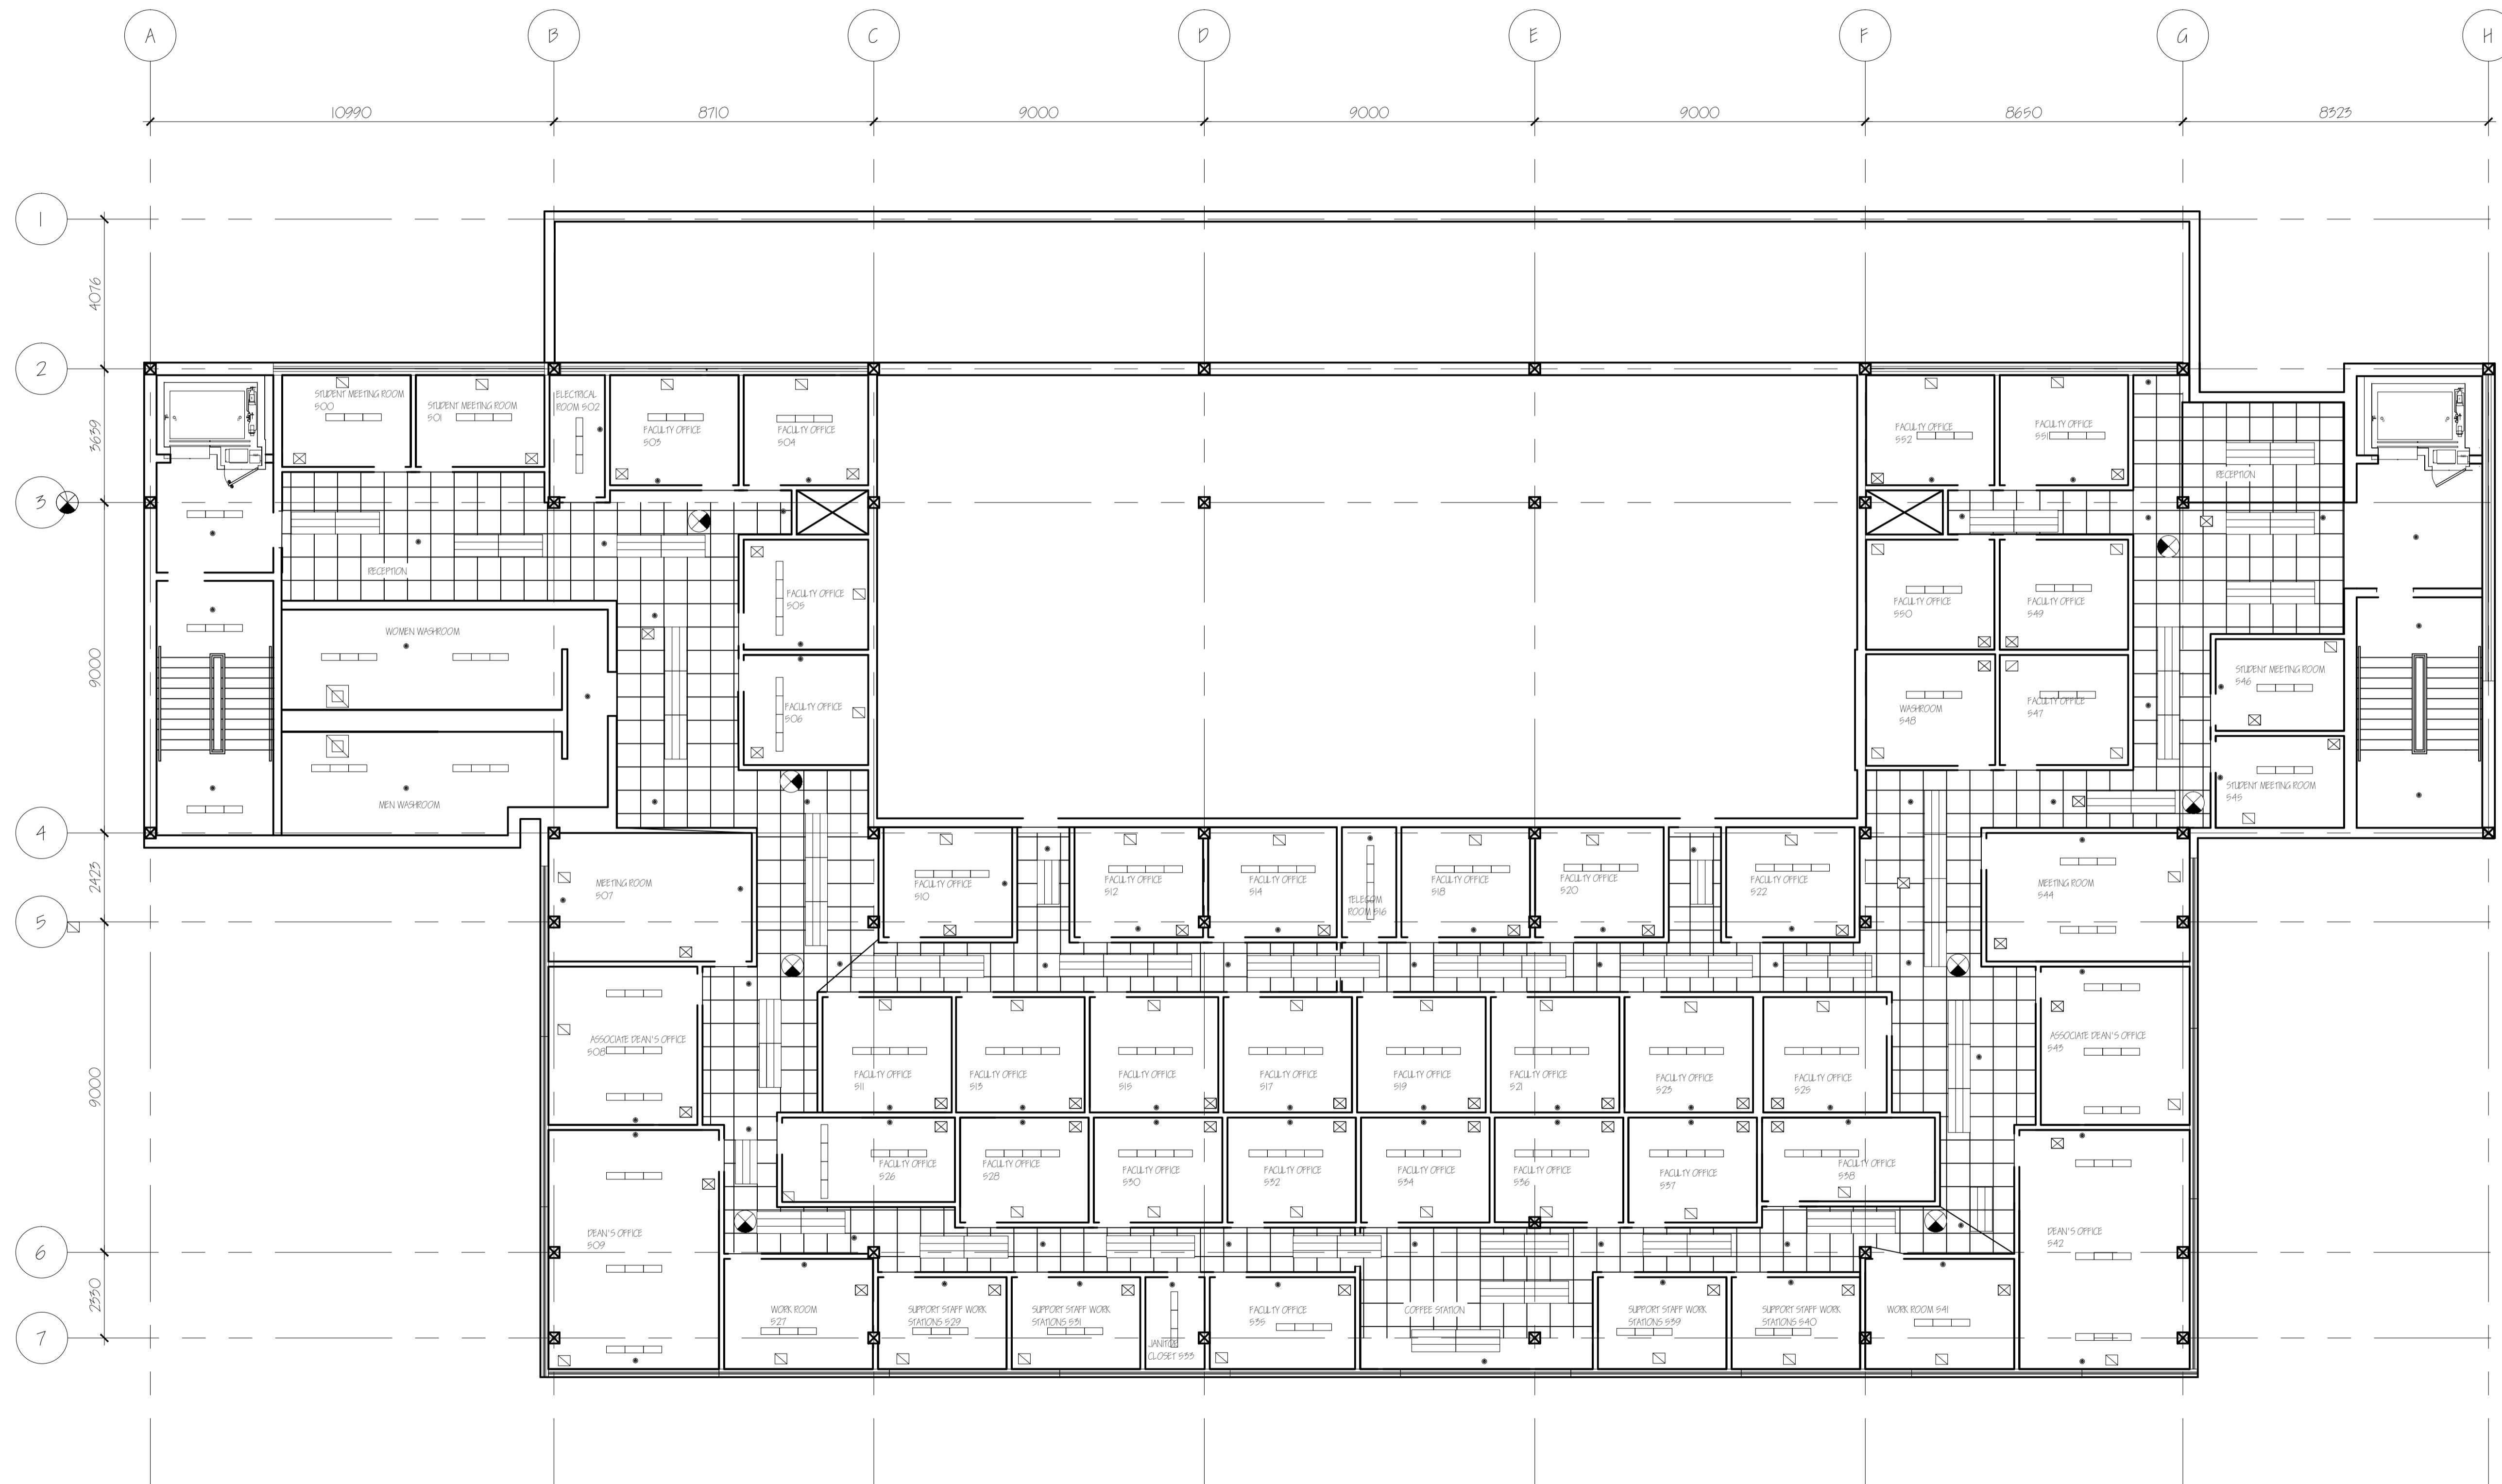 A
B
C
D
E
F
G
H
10990
8710
9000
9000
9000
8650
8323
1
4076
2
3639
3
9000
4
2423
5
9000
6
2330
7
STUDENT MEETING ROOM
500
STUDENT MEETING ROOM
501
ELECTRICAL
ROOM 502
FACULTY OFFICE
503
FACULTY OFFICE
504
FACULTY OFFICE
552
FACULTY OFFICE
551
RECEPTION
RECEPTION
FACULTY OFFICE
505
FACULTY OFFICE
550
FACULTY OFFICE
549
WOMEN WASHROOM
STUDENT MEETING ROOM
546
FACULTY OFFICE
506
WASHROOM
548
FACULTY OFFICE
547
MEN WASHROOM
STUDENT MEETING ROOM
545
MEETING ROOM
507
FACULTY OFFICE
510
FACULTY OFFICE
512
FACULTY OFFICE
514
TELECOM
ROOM 516
FACULTY OFFICE
518
FACULTY OFFICE
520
FACULTY OFFICE
522
MEETING ROOM
544
ASSOCIATE DEAN'S OFFICE
508
FACULTY OFFICE
511
FACULTY OFFICE
513
FACULTY OFFICE
515
FACULTY OFFICE
517
FACULTY OFFICE
519
FACULTY OFFICE
521
FACULTY OFFICE
523
FACULTY OFFICE
525
ASSOCIATE DEAN'S OFFICE
543
FACULTY OFFICE
526
FACULTY OFFICE
528
FACULTY OFFICE
530
FACULTY OFFICE
532
FACULTY OFFICE
534
FACULTY OFFICE
536
FACULTY OFFICE
537
FACULTY OFFICE
538
DEAN'S OFFICE
509
DEAN'S OFFICE
542
WORK ROOM
527
SUPPORT STAFF WORK
STATIONS 529
SUPPORT STAFF WORK
STATIONS 531
JANITOR
CLOSET 533
FACULTY OFFICE
535
COFFEE STATION
SUPPORT STAFF WORK
STATIONS 539
SUPPORT STAFF WORK
STATIONS 540
WORK ROOM 541